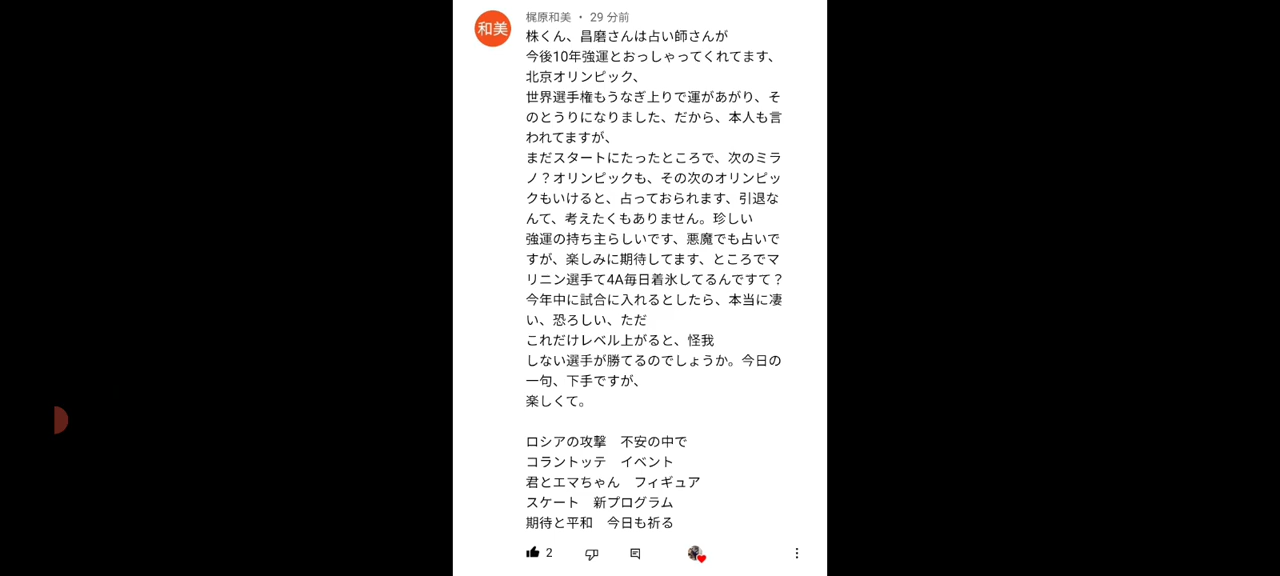 和美
梶原和美 • 29 分前
株くん、昌磨さんは占い師さんが
今後10年強運とおっしゃってくれてます、
北京オリンピック、
世界選手権もうなぎ上りで運があがり、そ
のとうりになりました、だから、本人も言
われてますが、
まだスタートにたったところで、次のミラ
ノ？オリンピックも、その次のオリンピッ
クもいけると、占っておられます、引退な
んて、考えたくもありません。珍しい
強運の持ち主らしいです、悪魔でも占いで
すが、楽しみに期待してます、ところでマ
リニン選手て4A毎日着氷してるんですて？
今年中に試合に入れるとしたら、本当に凄
い、恐ろしい、ただ
これだけレベル上がると、怪我
しない選手が勝てるのでしょうか。今日の
一句、下手ですが、
楽しくて。
ロシアの攻撃　不安の中で
コラントッテ　イベント
君とエマちゃん　フィギュア
スケート　新プログラム
期待と平和　今日も祈る
2